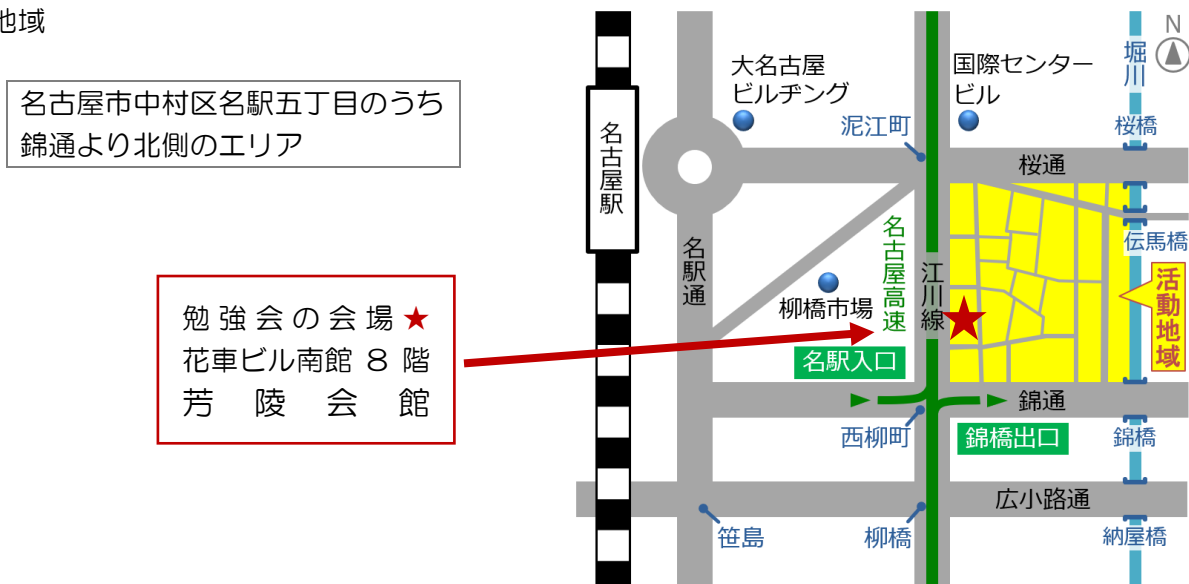 地域
名古屋市中村区名駅五丁目のうち
錦通より北側のエリア
勉強会の会場★
花車ビル南館 8 階
芳陵会館
N
堀川
大名古屋
ビルヂング
国際センター
ビル
泥江町
桜橋
桜通
名古屋駅
名駅通
名古屋高速
江川線
伝馬橋
活動地域
柳橋市場
名駅入口
錦通
西柳町
錦橋出口
錦橋
広小路通
笹島
柳橋
納屋橋